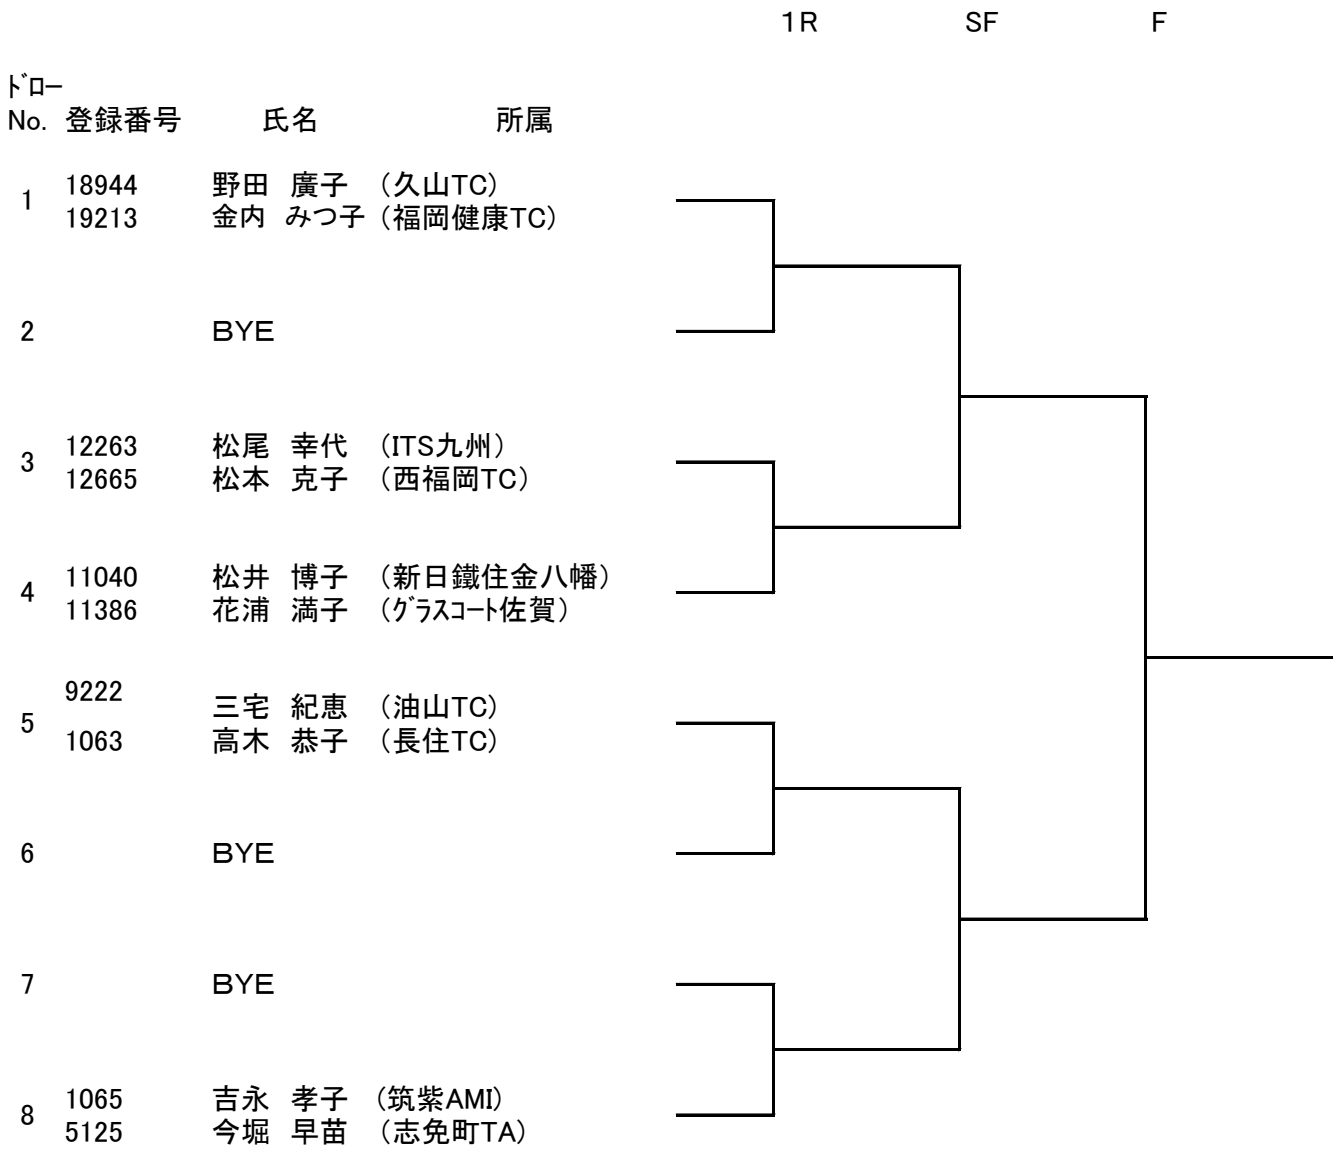 １R SF F
ﾄﾞﾛｰ
No. 登録番号 氏名 所属
1 18944 野田 廣子 （久山TC）
19213 金内 みつ子 （福岡健康TC）
2 ＢＹＥ
3 12263 松尾 幸代 （ITS九州）
12665 松本 克子 （西福岡TC）
4 11040 松井 博子 （新日鐵住金八幡）
11386 花浦 満子 （ｸﾞﾗｽｺｰﾄ佐賀）
5 9222 三宅 紀恵 （油山TC）
1063 高木 恭子 （長住TC）
6 ＢＹＥ
7 ＢＹＥ
8 1065 吉永 孝子 （筑紫AMI）
5125 今堀 早苗 （志免町TA）